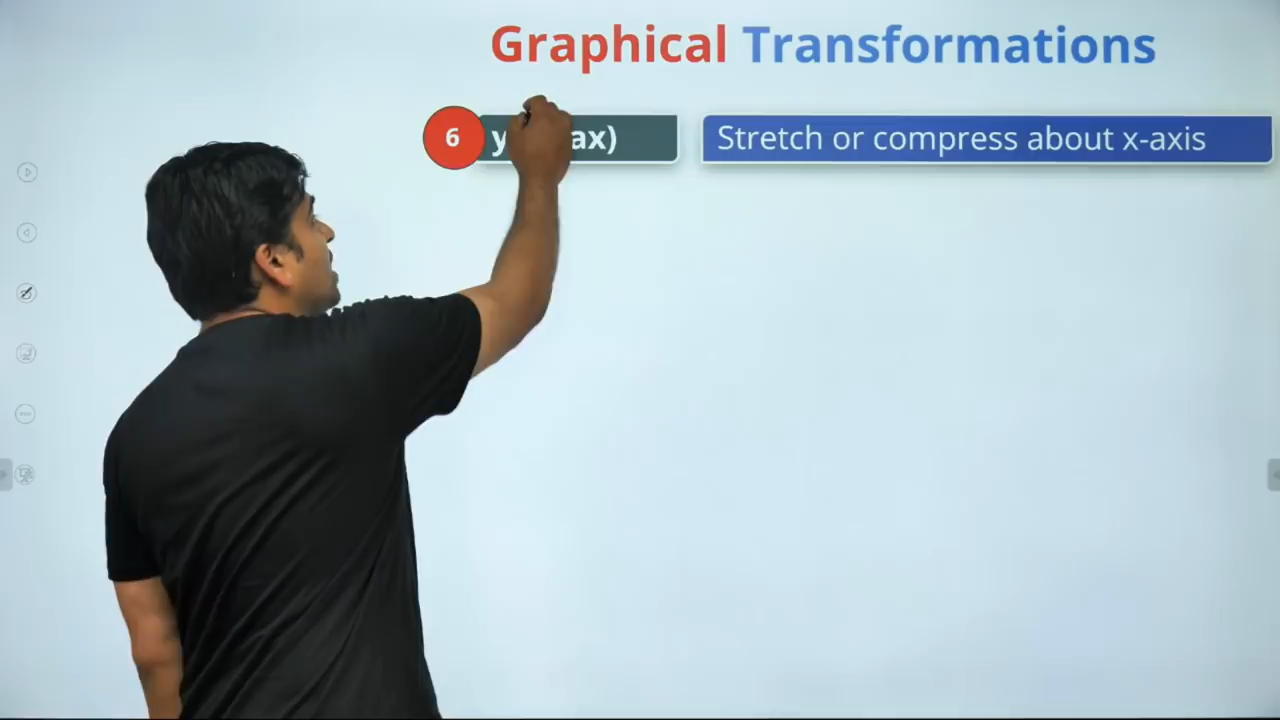 Graphical Transformations
6 y ax) Stretch or compress about x-axis